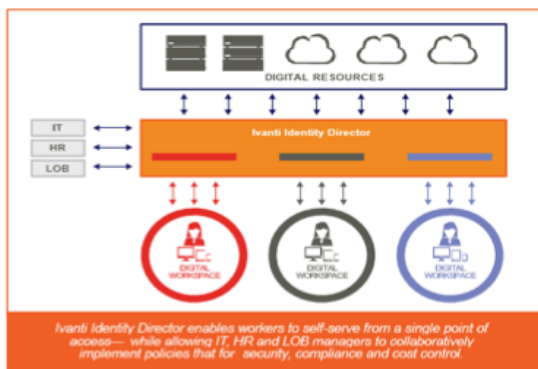 DIGITAL RESOURCES
IT
HR
LOB
Ivanti Identity Director
DIGITAL
WORKSPACE
DIGITAL
WORKSPACE
DIGITAL
WORKSPACE
Ivanti Identity Director enables workers to self-serve from a single point of
access— while allowing IT, HR and LOB managers to collaboratively
implement policies that for security, compliance and cost control.